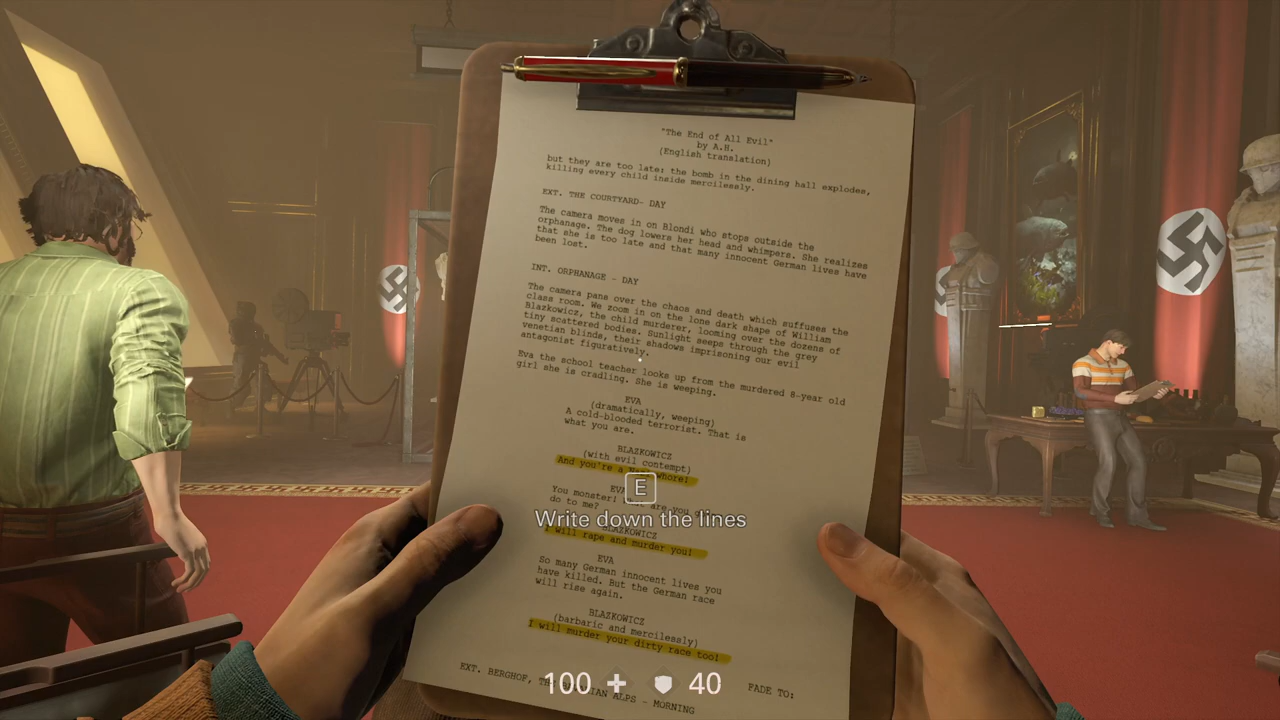 "The End of All Evil"
by A.H.
(English translation)
but they are too late: the bomb in the dining hall explodes,
killing every child inside mercilessly.
EXT. THE COURTYARD- DAY
The camera moves in on Blondi who stops outside the
orphanage. The dog lowers her head and whimpers. She realizes
that she is too late and that many innocent German lives have
been lost.
INT. ORPHANAGE - DAY
The camera pans over the chaos and death which suffuses the
class room. We zoom in on the lone dark shape of William
Blazkowicz, the child murderer, looming over the dozens of
tiny scattered bodies. Sunlight seeps through the grey
venetian blinds, their shadows imprisoning our evil
antagonist figuratively.
Eva the school teacher looks up from the murdered 8-year old
girl she is cradling. She is weeping.
EVA
(dramatically, weeping)
A cold-blooded terrorist. That is
what you are.
BLAZKOWICZ
(with evil contempt)
And you're a whore!
E
EVA
You monster! are you
do to me?
Write down the lines
BLAZKOWICZ
I will rape and murder you!
EVA
So many German innocent lives you
have killed. But the German race
will rise again.
BLAZKOWICZ
(barbaric and mercilessly)
I will murder your dirty race too!
FADE TO:
EXT. BERGHOF, ALPS - MORNING
100 40